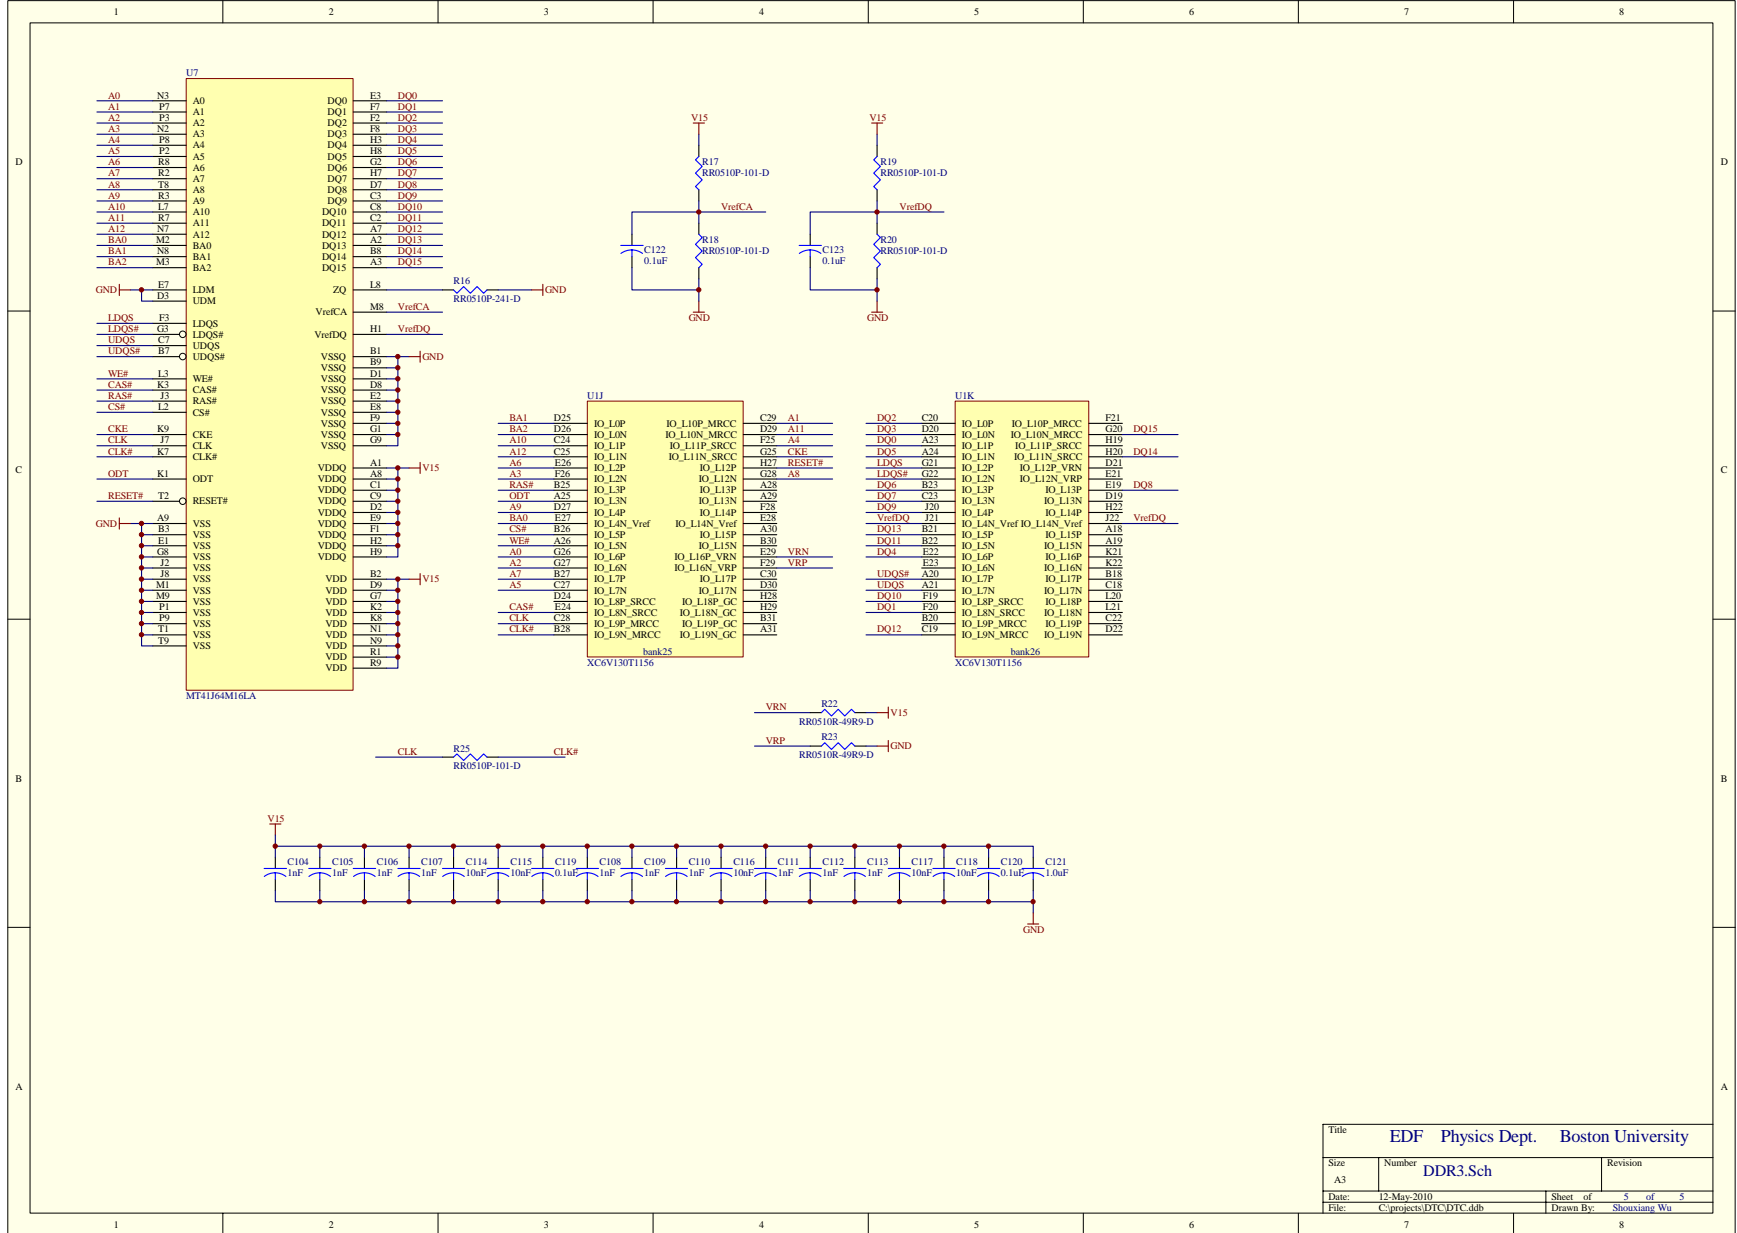 1 2 3 4 5 6 7 8
D D
C C
B B
A A
U7
A0 N3 A0 DQ0 E3 DQ0
A1 P7 A1 DQ1 F7 DQ1
A2 P3 A2 DQ2 F2 DQ2
A3 N2 A3 DQ3 F8 DQ3
A4 P8 A4 DQ4 H3 DQ4
A5 P2 A5 DQ5 H8 DQ5
A6 R8 A6 DQ6 G2 DQ6
A7 R2 A7 DQ7 H7 DQ7
A8 T8 A8 DQ8 D7 DQ8
A9 R3 A9 DQ9 C3 DQ9
A10 L7 A10 DQ10 C8 DQ10
A11 R7 A11 DQ11 C2 DQ11
A12 N7 A12 DQ12 A7 DQ12
BA0 M2 BA0 DQ13 A2 DQ13
BA1 N8 BA1 DQ14 B8 DQ14
BA2 M3 BA2 DQ15 A3 DQ15
GND E7 LDM ZQ L8
D3 UDM
VrefCA M8 VrefCA
LDQS F3 LDQS
LDQS# G3 LDQS# VrefDQ H1 VrefDQ
UDQS C7 UDQS
UDQS# B7 UDQS# VSSQ B1 GND
VSSQ B9
WE# L3 WE# VSSQ D1
CAS# K3 CAS# VSSQ D8
RAS# J3 RAS# VSSQ E2
CS# L2 CS# VSSQ E8
VSSQ F9
CKE K9 CKE VSSQ G1
CLK J7 CLK VSSQ G9
CLK# K7 CLK#
VDDQ A1 V15
ODT K1 ODT VDDQ A8
VDDQ C1
RESET# T2 RESET# VDDQ C9
VDDQ D2
GND A9 VSS VDDQ E9
B3 VSS VDDQ F1
E1 VSS VDDQ H2
G8 VSS VDDQ H9
J2 VSS
J8 VSS VDD B2 V15
M1 VSS VDD D9
M9 VSS VDD G7
P1 VSS VDD K2
P9 VSS VDD K8
T1 VSS VDD N1
T9 VSS VDD N9
VDD R1
VDD R9
MT41J64M16LA
R16
RR0510P-241-D
GND
V15
R17
RR0510P-101-D
VrefCA
C122
0.1uF
R18
RR0510P-101-D
GND
V15
R19
RR0510P-101-D
VrefDQ
C123
0.1uF
R20
RR0510P-101-D
GND
U1J
BA1 D25 IO_L0P IO_L10P_MRCC C29 A1
BA2 D26 IO_L0N IO_L10N_MRCC D29 A11
A10 C24 IO_L1P IO_L11P_SRCC F25 A4
A12 C25 IO_L1N IO_L11N_SRCC G25 CKE
A6 E26 IO_L2P IO_L12P H27 RESET#
A3 F26 IO_L2N IO_L12N G28 A8
RAS# B25 IO_L3P IO_L13P A28
ODT A25 IO_L3N IO_L13N A29
A9 D27 IO_L4P IO_L14P F28
BA0 E27 IO_L4N_Vref IO_L14N_Vref E28
CS# B26 IO_L5P IO_L15P A30
WE# A26 IO_L5N IO_L15N B30
A0 G26 IO_L6P IO_L16P_VRN E29 VRN
A2 G27 IO_L6N IO_L16N_VRP F29 VRP
A7 B27 IO_L7P IO_L17P C30
A5 C27 IO_L7N IO_L17N D30
D24 IO_L8P_SRCC IO_L18P_GC H28
CAS# E24 IO_L8N_SRCC IO_L18N_GC H29
CLK C28 IO_L9P_MRCC IO_L19P_GC B31
CLK# B28 IO_L9N_MRCC IO_L19N_GC A31
bank25
XC6V130T1156
U1K
DQ2 C20 IO_L0P IO_L10P_MRCC F21
DQ3 D20 IO_L0N IO_L10N_MRCC G20 DQ15
DQ0 A23 IO_L1P IO_L11P_SRCC H19
DQ5 A24 IO_L1N IO_L11N_SRCC H20 DQ14
LDQS G21 IO_L2P IO_L12P_VRN D21
LDQS# G22 IO_L2N IO_L12N_VRP E21
DQ6 B23 IO_L3P IO_L13P E19 DQ8
DQ7 C23 IO_L3N IO_L13N D19
DQ9 J20 IO_L4P IO_L14P H22
VrefDQ J21 IO_L4N_Vref IO_L14N_Vref J22 VrefDQ
DQ13 B21 IO_L5P IO_L15P A18
DQ11 B22 IO_L5N IO_L15N A19
DQ4 E22 IO_L6P IO_L16P K21
E23 IO_L6N IO_L16N K22
UDQS# A20 IO_L7P IO_L17P B18
UDQS A21 IO_L7N IO_L17N C18
DQ10 F19 IO_L8P_SRCC IO_L18P L20
DQ1 F20 IO_L8N_SRCC IO_L18N L21
B20 IO_L9P_MRCC IO_L19P C22
DQ12 C19 IO_L9N_MRCC IO_L19N D22
bank26
XC6V130T1156
VRN R22 V15
RR0510R-49R9-D
VRP R23 GND
RR0510R-49R9-D
CLK R25 CLK#
RR0510P-101-D
V15
C104 C105 C106 C107 C114 C115 C119 C108 C109 C110 C116 C111 C112 C113 C117 C118 C120 C121
1nF 1nF 1nF 1nF 10nF 10nF 0.1uF 1nF 1nF 1nF 10nF 1nF 1nF 1nF 10nF 10nF 0.1uF 1.0uF
GND
Title EDF Physics Dept. Boston University
Size A3 Number DDR3.Sch Revision
Date: 12-May-2010 Sheet of 5 of 5
File: C:\projects\DTC\DTC.ddb Drawn By: Shouxiang Wu
1 2 3 4 5 6 7 8